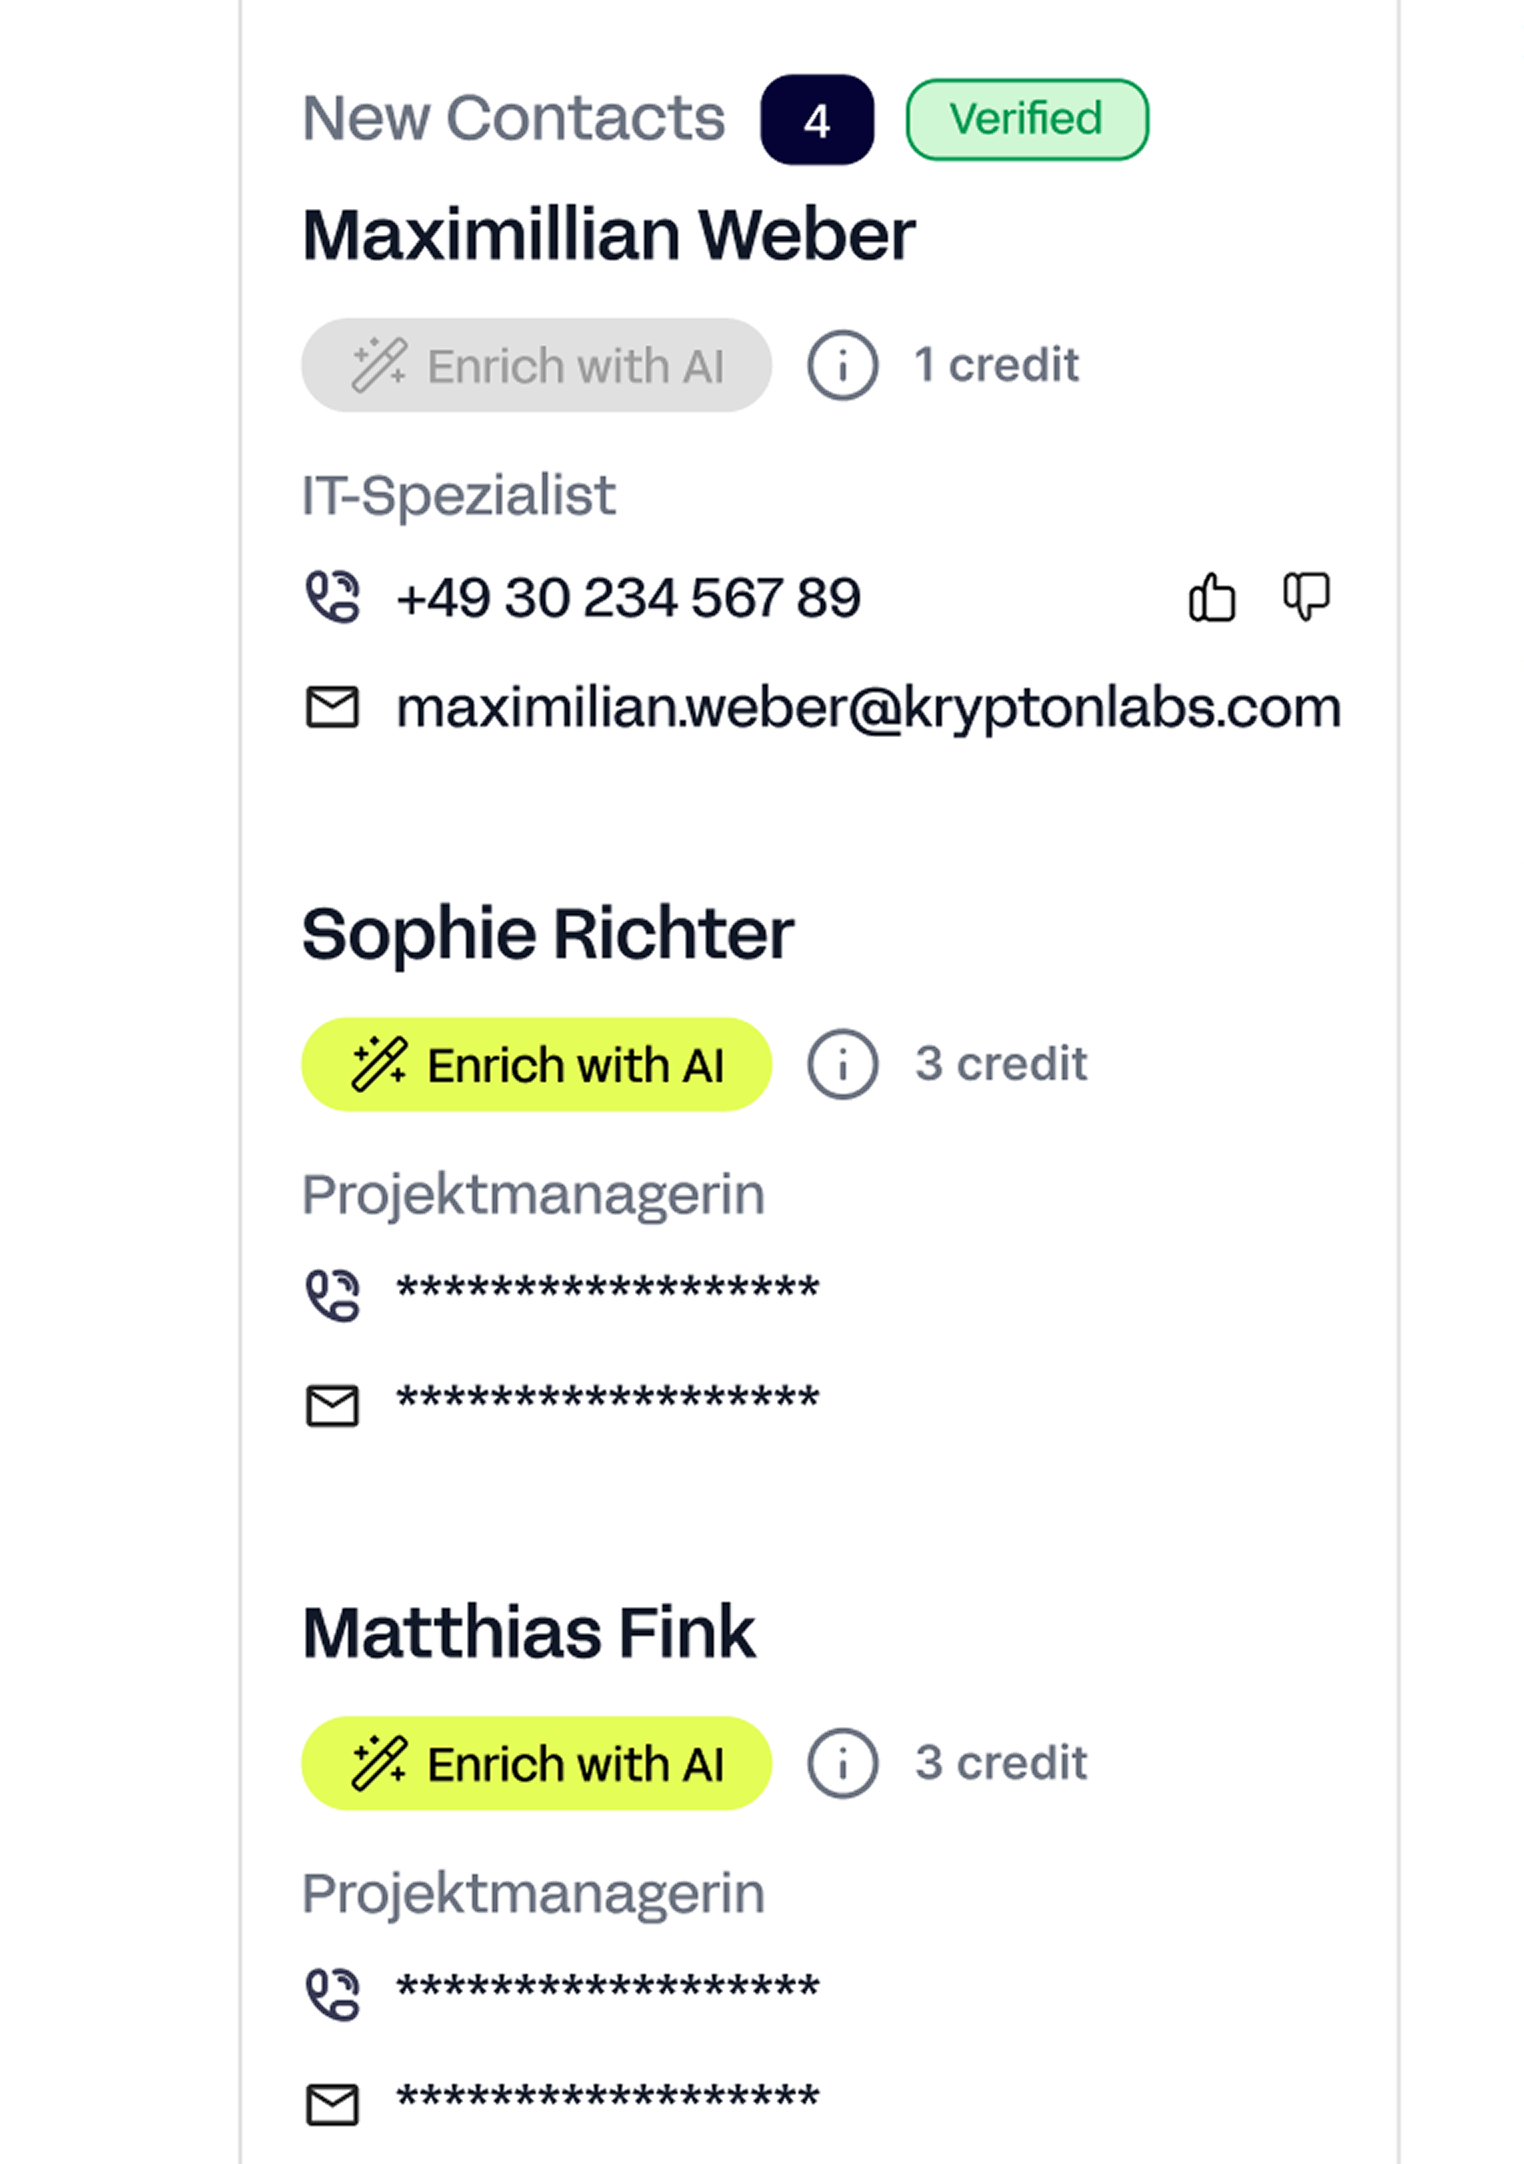 New Contacts 4 Verified
Maximillian Weber
Enrich with AI 1 credit
IT-Spezialist
+49 30 234 567 89
maximilian.weber@kryptonlabs.com
Sophie Richter
Enrich with AI 3 credit
Projektmanagerin
******************
******************
Matthias Fink
Enrich with AI 3 credit
Projektmanagerin
******************
******************